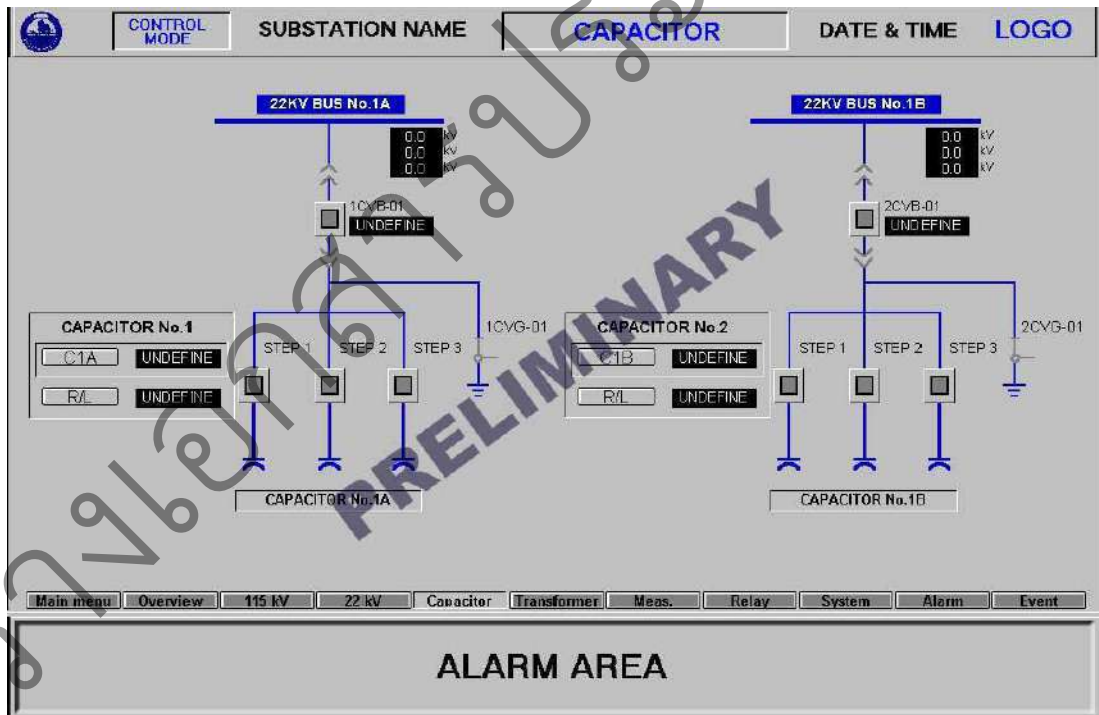 CONTROL MODE
SUBSTATION NAME
CAPACITOR
DATE & TIME
LOGO
22KV BUS No.1A
0.0 kV
0.0 kV
0.0 kV
1CVB-01
UNDEFINE
CAPACITOR No.1
C1A UNDEFINE
R/L UNDEFINE
STEP 1
STEP 2
STEP 3
1CVG-01
CAPACITOR No.1A
22KV BUS No.1B
0.0 kV
0.0 kV
0.0 kV
2CVB-01
UNDEFINE
CAPACITOR No.2
C1B UNDEFINE
R/L UNDEFINE
STEP 1
STEP 2
STEP 3
2CVG-01
CAPACITOR No.1B
PRELIMINARY
Main menu
Overview
115 kV
22 kV
Capacitor
Transformer
Meas.
Relay
System
Alarm
Event
ALARM AREA